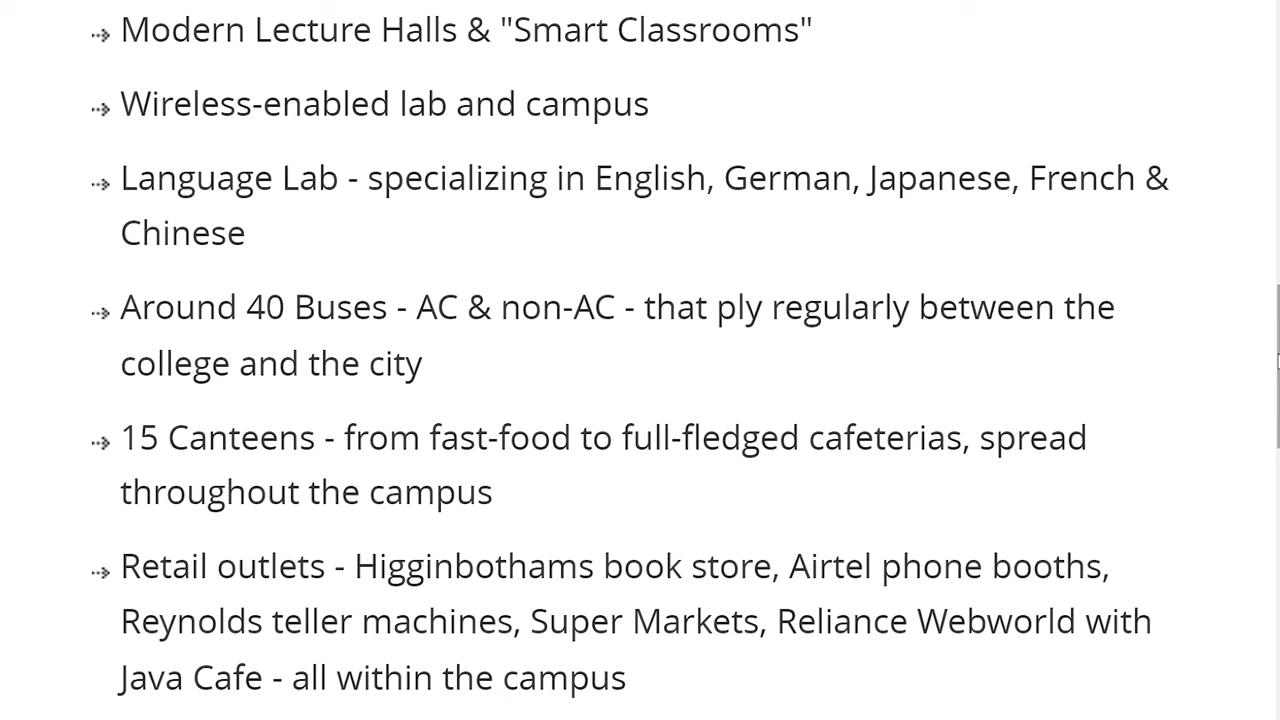 Modern Lecture Halls & "Smart Classrooms"
Wireless-enabled lab and campus
Language Lab - specializing in English, German, Japanese, French &
Chinese
Around 40 Buses - AC & non-AC - that ply regularly between the
college and the city
15 Canteens - from fast-food to full-fledged cafeterias, spread
throughout the campus
Retail outlets - Higginbothams book store, Airtel phone booths,
Reynolds teller machines, Super Markets, Reliance Webworld with
Java Cafe - all within the campus